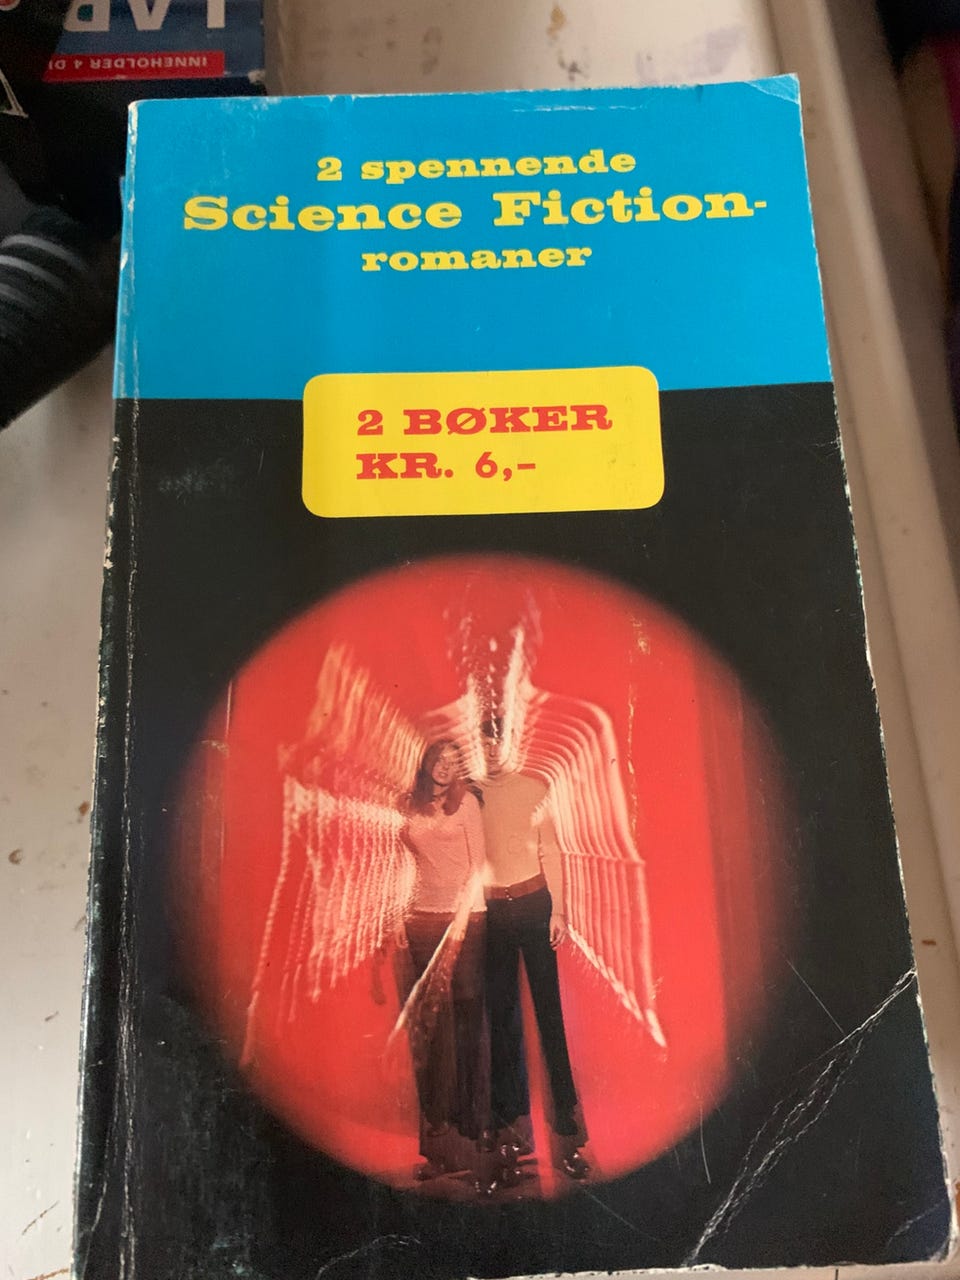 INNEHOLDER 4
2 spennende
Science Fiction-
romaner
2 BØKER
KR. 6,-